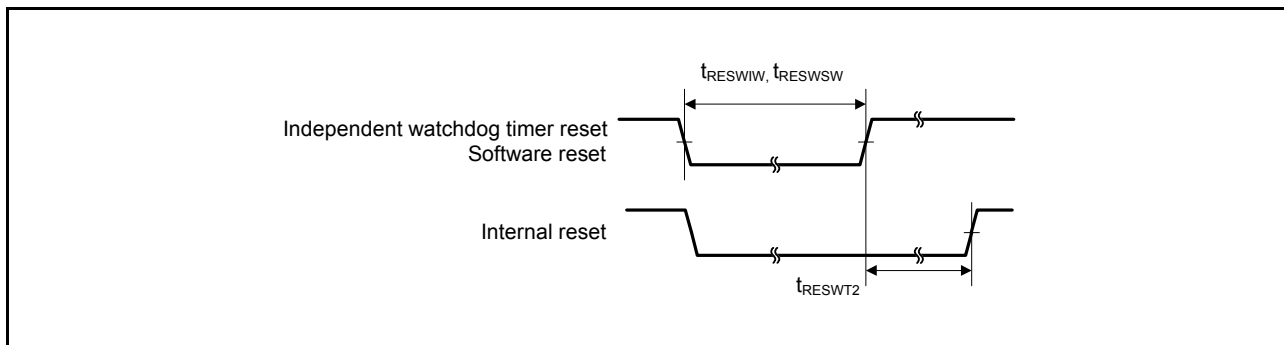 tRESWIW, tRESWSW
Independent watchdog timer reset
Software reset
Internal reset
tRESWT2